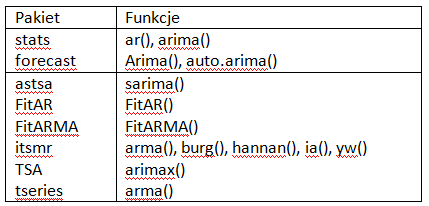 Pakiet Funkcje
stats ar(), arima()
forecast Arima(), auto.arima()
astsa sarima()
FitAR FitAR()
FitARMA FitARMA()
itsmr arma(), burg(), hannan(), ia(), yw()
TSA arimax()
tseries arma()